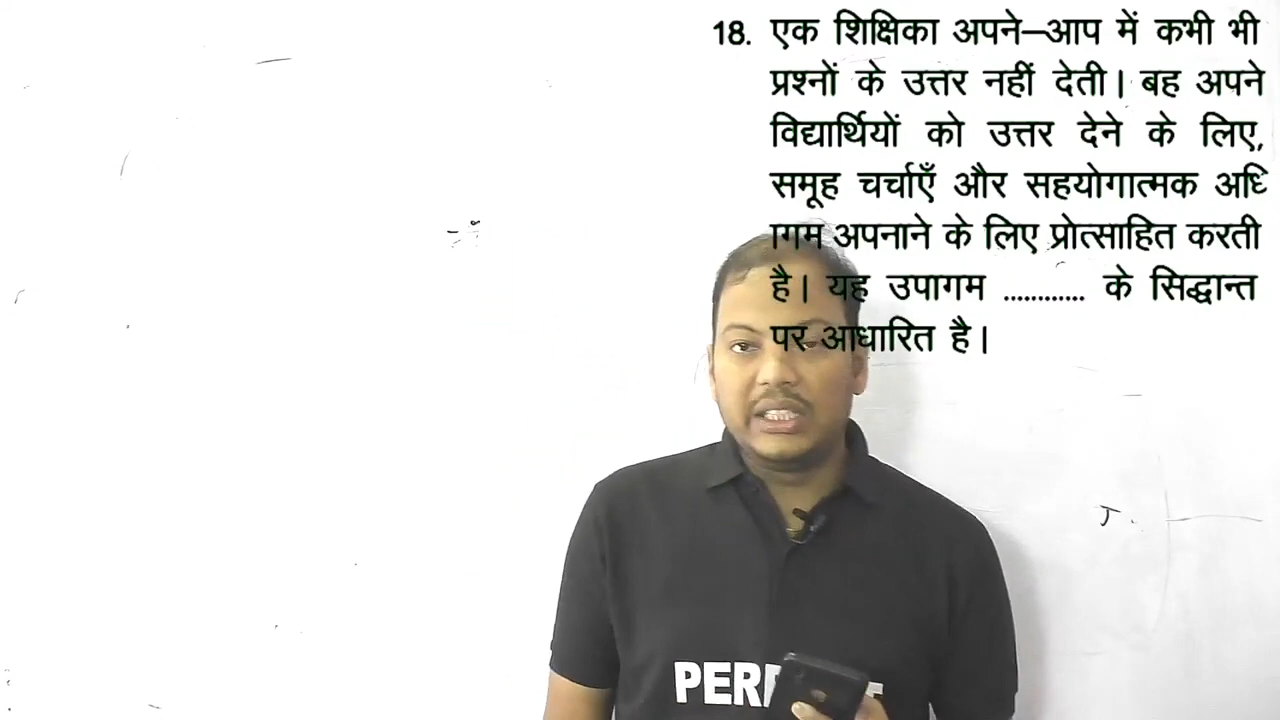 18. एक शिक्षिका अपने–आप में कभी भी
प्रश्नों के उत्तर नहीं देती। बह अपने
विद्यार्थियों को उत्तर देने के लिए,
समूह चर्चाएँ और सहयोगात्मक अधि
ागम अपनाने के लिए प्रोत्साहित करती
है। यह उपागम ............ के सिद्धान्त
पर आधारित है।